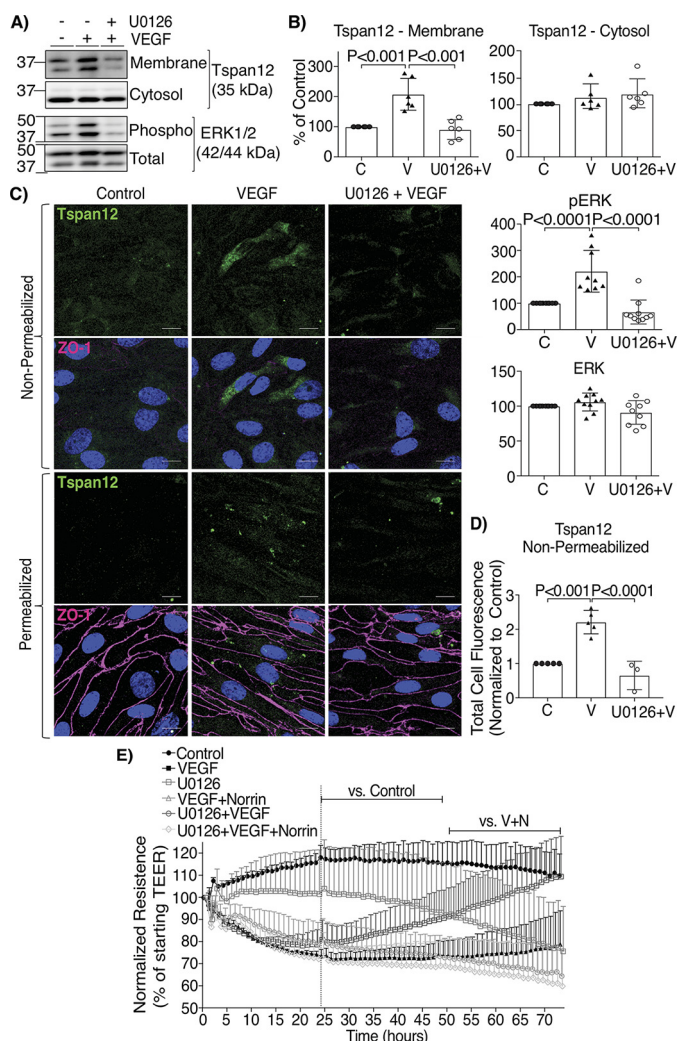 A)
- - + U0126
- + + VEGF
37
Membrane
37
Cytosol
Tspan12
(35 kDa)
50
37
Phospho
50
37
Total
ERK1/2
(42/44 kDa)
B)
Tspan12 - Membrane
P<0.001 P<0.001
% of Control
300
200
100
0
C V U0126+V
Tspan12 - Cytosol
200
150
100
50
0
C V U0126+V
pERK
P<0.0001 P<0.0001
400
300
200
100
0
C V U0126+V
ERK
150
100
50
0
C V U0126+V
C)
Control VEGF U0126 + VEGF
Non-Permeabilized
Tspan12
ZO-1
Permeabilized
Tspan12
ZO-1
D)
Tspan12
Non-Permeabilized
P<0.001 P<0.0001
Total Cell Fluorescence
(Normalized to Control)
3
2
1
0
C V U0126+V
E)
Control
VEGF
U0126
VEGF+Norrin
U0126+VEGF
U0126+VEGF+Norrin
vs. Control
vs. V+N
Normalized Resistence
(% of starting TEER)
120
110
100
90
80
70
60
50
0 5 10 15 20 25 30 35 40 45 50 55 60 65 70
Time (hours)